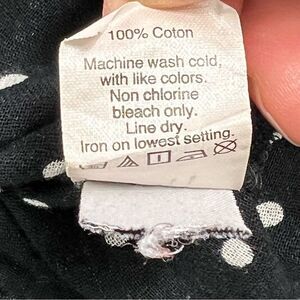 100% Coton
Machine wash cold,
with like colors.
Non chlorine
bleach only.
Line dry.
Iron on lowest setting.